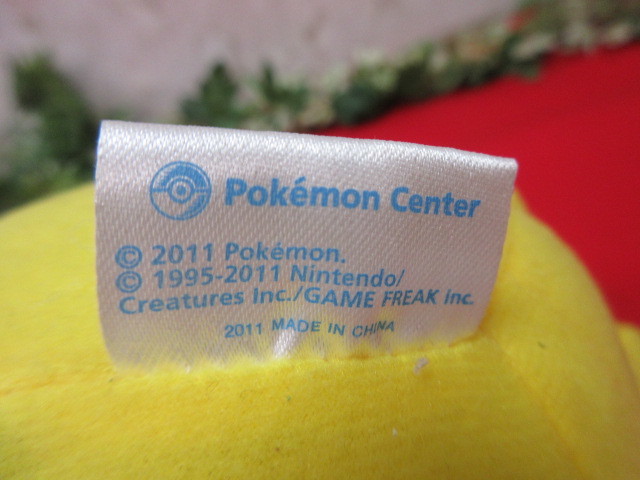 Pokémon Center
© 2011 Pokémon.
© 1995-2011 Nintendo/
Creatures Inc./GAME FREAK inc.
2011 MADE IN CHINA